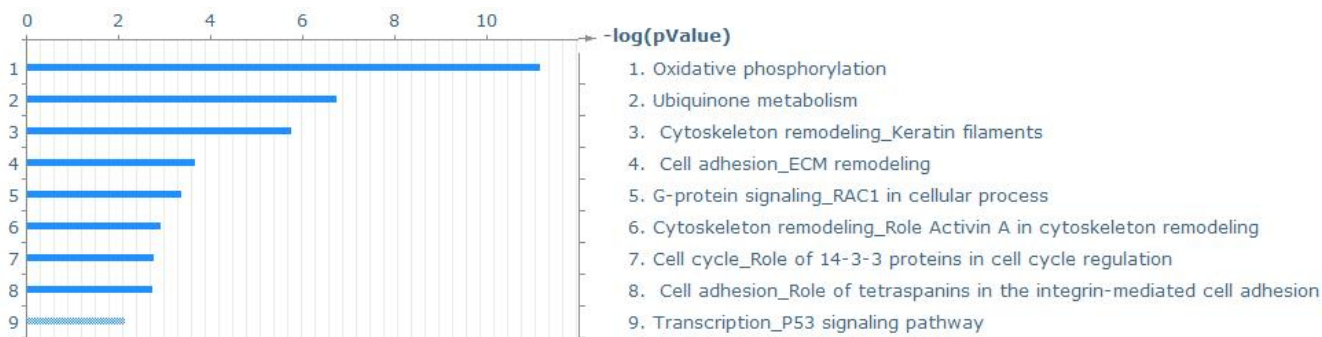 0 2 4 6 8 10
-log(pValue)
1 1. Oxidative phosphorylation
2 2. Ubiquinone metabolism
3 3. Cytoskeleton remodeling_Keratin filaments
4 4. Cell adhesion_ECM remodeling
5 5. G-protein signaling_RAC1 in cellular process
6 6. Cytoskeleton remodeling_Role Activin A in cytoskeleton remodeling
7 7. Cell cycle_Role of 14-3-3 proteins in cell cycle regulation
8 8. Cell adhesion_Role of tetraspanins in the integrin-mediated cell adhesion
9 9. Transcription_P53 signaling pathway